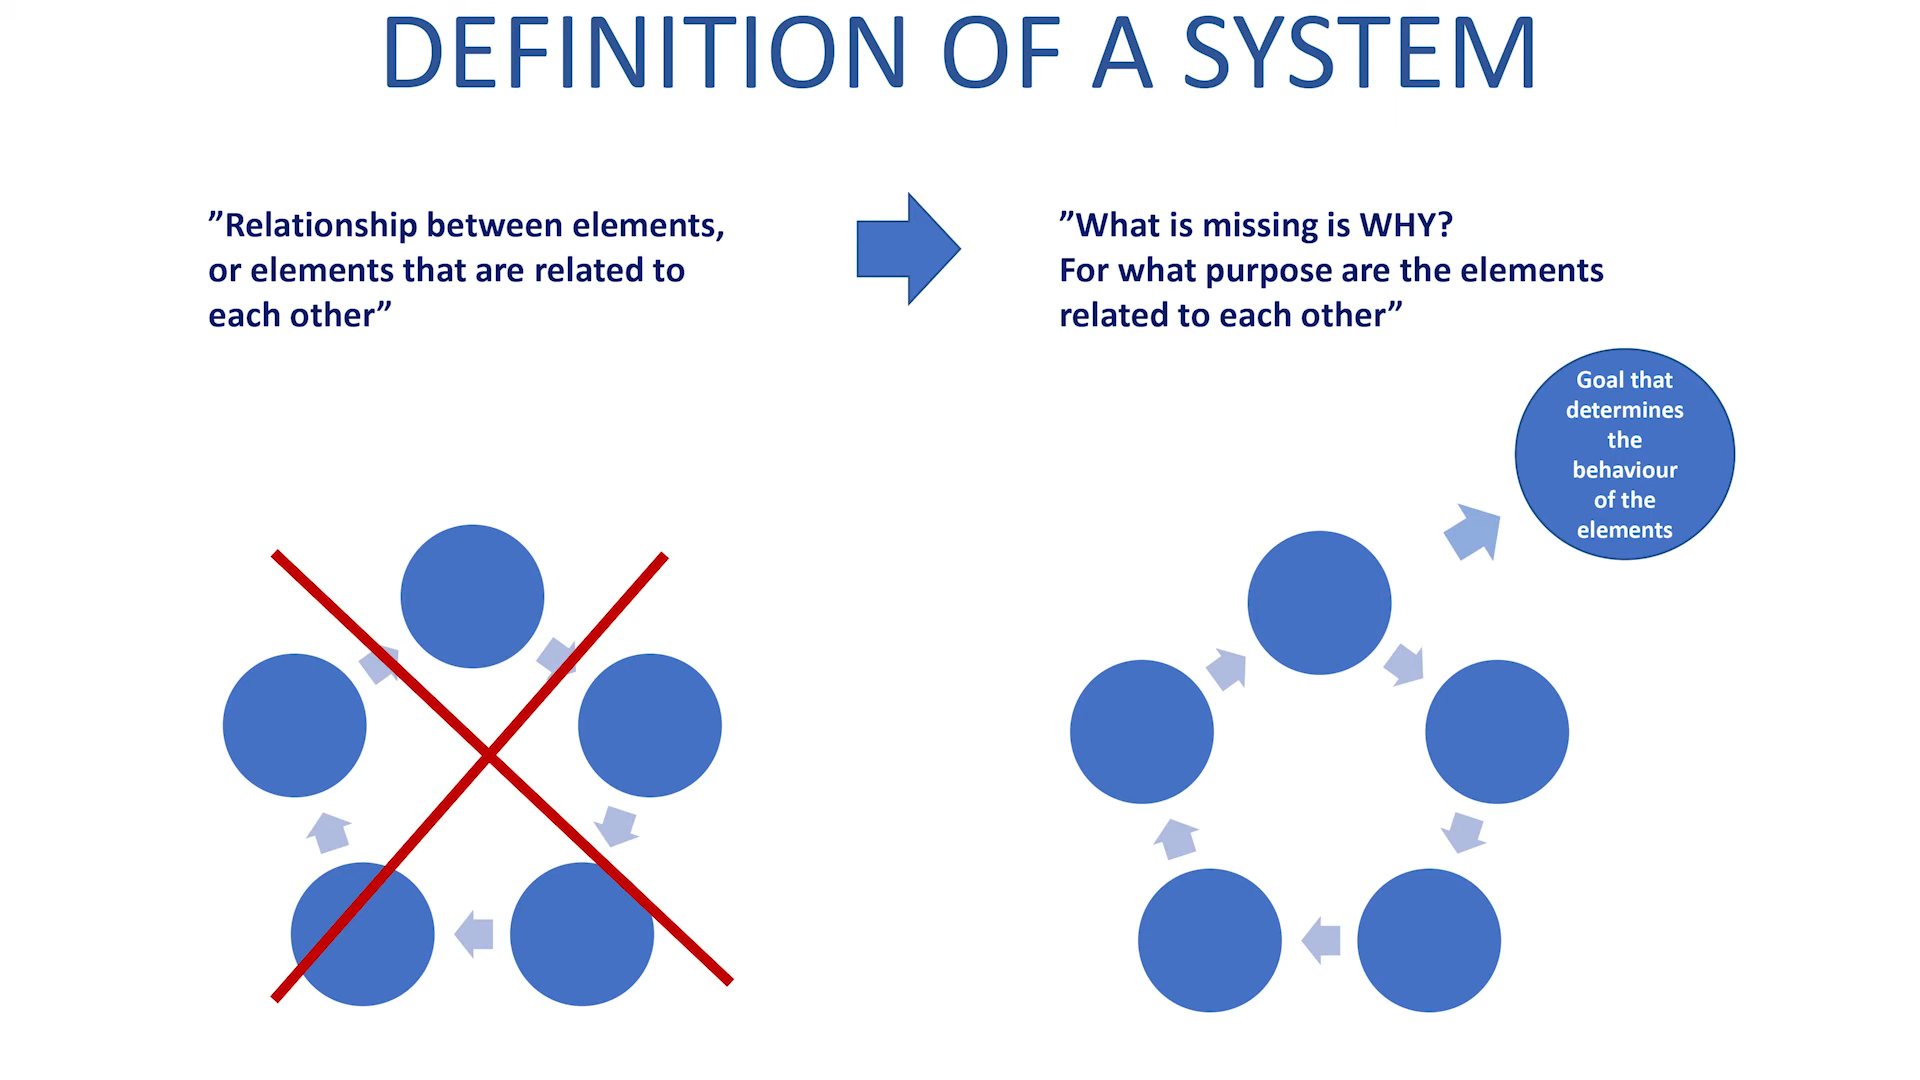 DEFINITION OF A SYSTEM
”Relationship between elements,
or elements that are related to
each other”
”What is missing is WHY?
For what purpose are the elements
related to each other”
Goal that
determines
the
behaviour
of the
elements